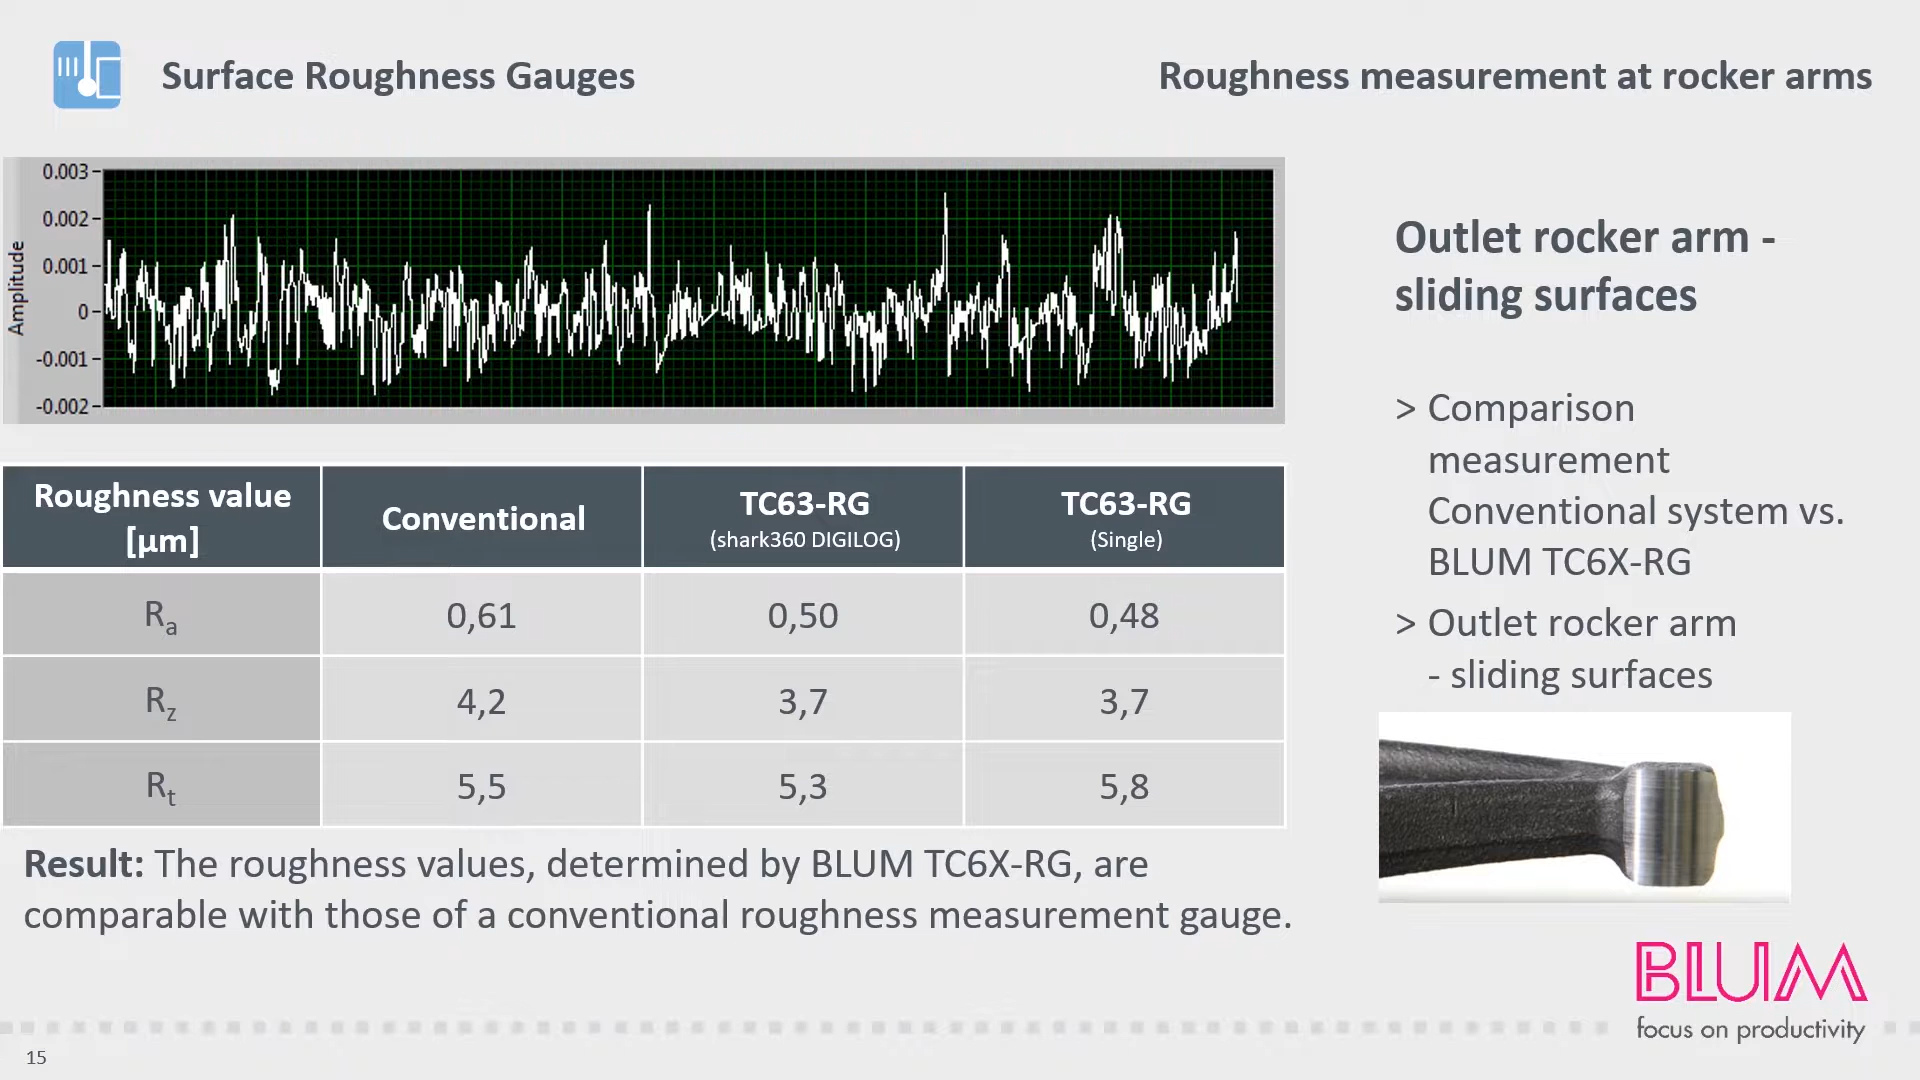 Surface Roughness Gauges
Roughness measurement at rocker arms
0.003
0.002
0.001
0
-0.001
-0.002
Amplitude
Outlet rocker arm -
sliding surfaces
> Comparison
measurement
Conventional system vs.
BLUM TC6X-RG
> Outlet rocker arm
- sliding surfaces
Roughness value
[µm]
Conventional
TC63-RG
(shark360 DIGILOG)
TC63-RG
(Single)
Ra 0,61 0,50 0,48
Rz 4,2 3,7 3,7
Rt 5,5 5,3 5,8
Result: The roughness values, determined by BLUM TC6X-RG, are
comparable with those of a conventional roughness measurement gauge.
BLUM
focus on productivity
15